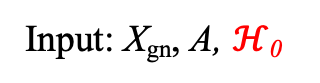 Input: X_gn, A, ℋ_0